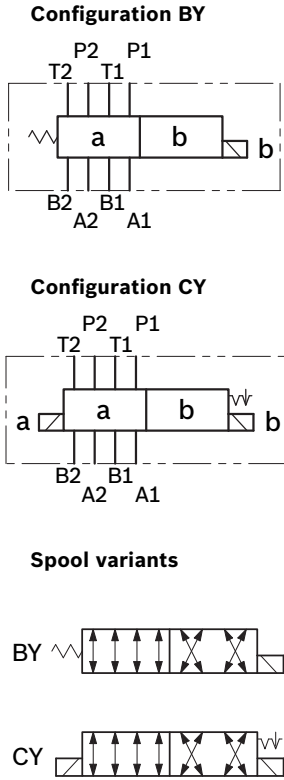 Configuration BY
P2 P1
T2 T1
a b
b
B2 B1
A2 A1
Configuration CY
P2 P1
T2 T1
a a b b
B2 B1
A2 A1
Spool variants
BY
CY